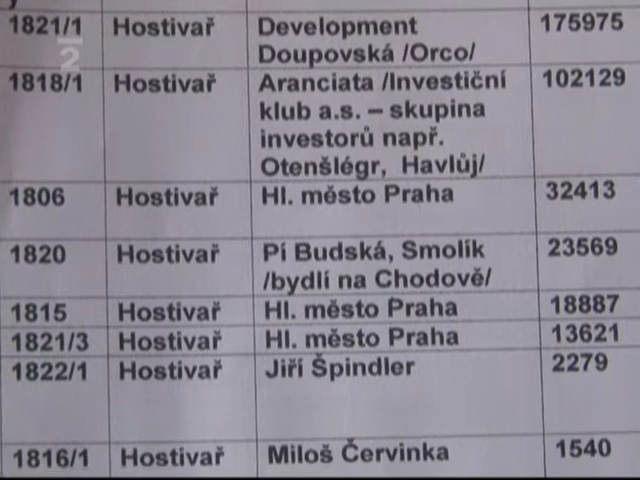 1821/1 Hostivař Development 175975
Doupovská /Orco/
1818/1 Hostivař Aranciata /Investiční 102129
klub a.s. – skupina
investorů např.
Otenšlégr, Havlůj/
1806 Hostivař Hl. město Praha 32413
1820 Hostivař Pí Budská, Smolík 23569
/bydlí na Chodově/
1815 Hostivař Hl. město Praha 18887
1821/3 Hostivař Hl. město Praha 13621
1822/1 Hostivař Jiří Špindler 2279
1816/1 Hostivař Miloš Červinka 1540
2